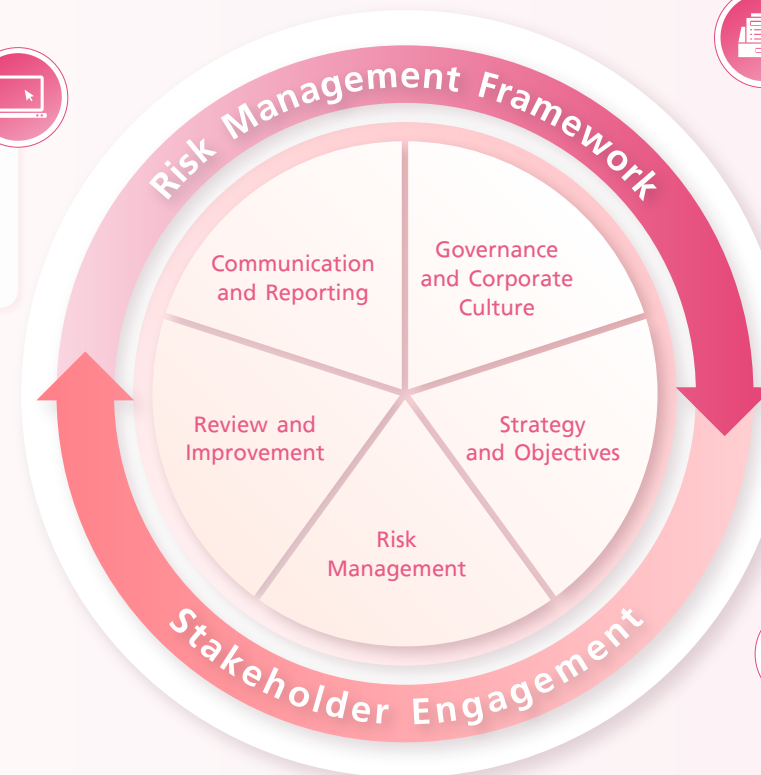 Risk Management Framework
Governance
and Corporate
Culture
Strategy
and Objectives
Risk
Management
Review and
Improvement
Communication
and Reporting
Stakeholder Engagement